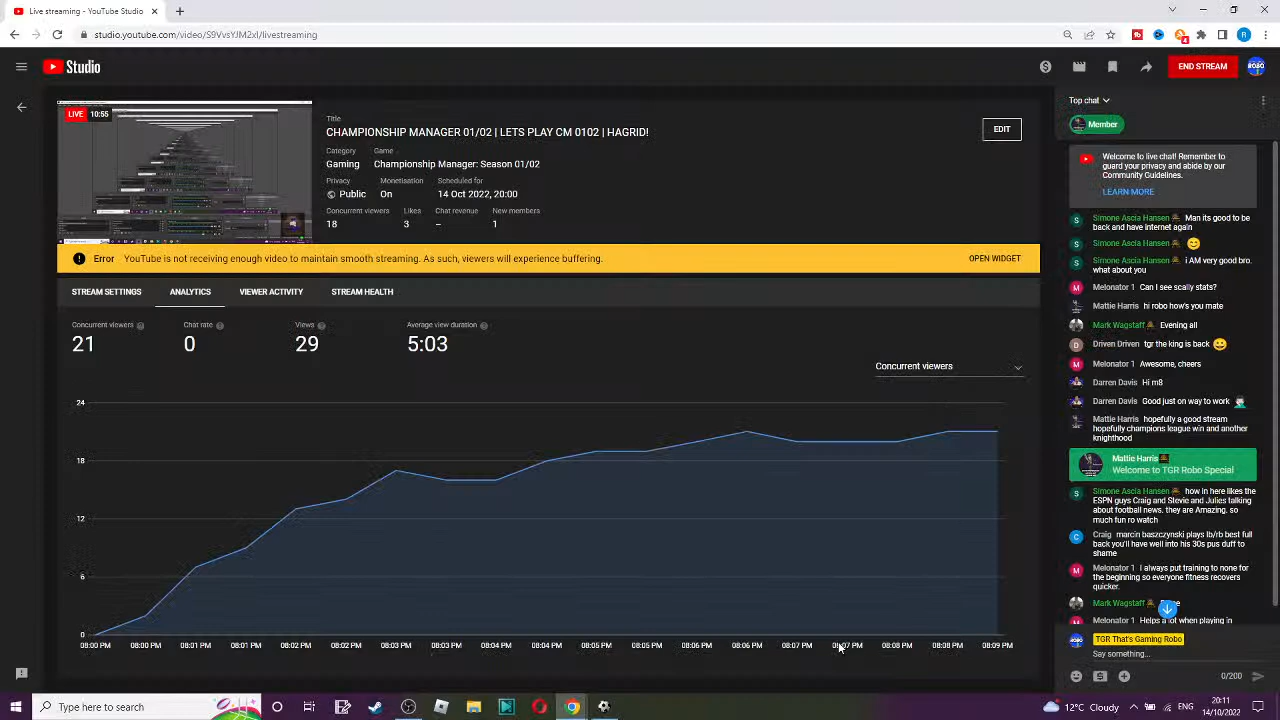 Live streaming - YouTube Studio
studio.youtube.com/video/S9VvsYJM2xI/livestreaming
Studio
END STREAM
LIVE 10:55
Title
CHAMPIONSHIP MANAGER 01/02 | LETS PLAY CM 0102 | HAGRID!
EDIT
Category Game
Gaming Championship Manager: Season 01/02
Privacy Monetisation Scheduled for
Public On 14 Oct 2022, 20:00
Concurrent viewers Likes Chat revenue New members
18 3 – 1
Error YouTube is not receiving enough video to maintain smooth streaming. As such, viewers will experience buffering.
OPEN WIDGET
STREAM SETTINGS ANALYTICS VIEWER ACTIVITY STREAM HEALTH
Concurrent viewers Chat rate Views Average view duration
21 0 29 5:03
Concurrent viewers
24
18
12
6
0
08:00 PM 08:00 PM 08:01 PM 08:01 PM 08:02 PM 08:02 PM 08:03 PM 08:03 PM 08:04 PM 08:04 PM 08:05 PM 08:05 PM 08:06 PM 08:06 PM 08:07 PM 08:07 PM 08:08 PM 08:08 PM 08:09 PM
Top chat
Member
Welcome to live chat! Remember to
guard your privacy and abide by our
Community Guidelines.
LEARN MORE
Simone Ascia Hansen Man its good to be
back and have internet again
Simone Ascia Hansen 😊
Simone Ascia Hansen i AM very good bro.
what about you
Melonator 1 Can I see scally stats?
Mattie Harris hi robo how's you mate
Mark Wagstaff Evening all
Driven Driven tgr the king is back 😀
Melonator 1 Awesome, cheers
Darren Davis Hi m8
Darren Davis Good just on way to work
Mattie Harris hopefully a good stream
hopefully champions league win and another
knighthood
Mattie Harris
Welcome to TGR Robo Special
Simone Ascia Hansen how in here likes the
ESPN guys Craig and Stevie and Julies talking
about football news. they are Amazing, so
much fun ro watch
Craig marcin baszczynski plays lb/rb best full
back you'll have well into his 30s pus duff to
shame
Melonator 1 I always put training to none for
the beginning so everyone fitness recovers
quicker.
Mark Wagstaff
Melonator 1 Helps a lot when playing in
TGR That's Gaming Robo
Say something...
0/200
Type here to search
12°C Cloudy
20:11
14/10/2022